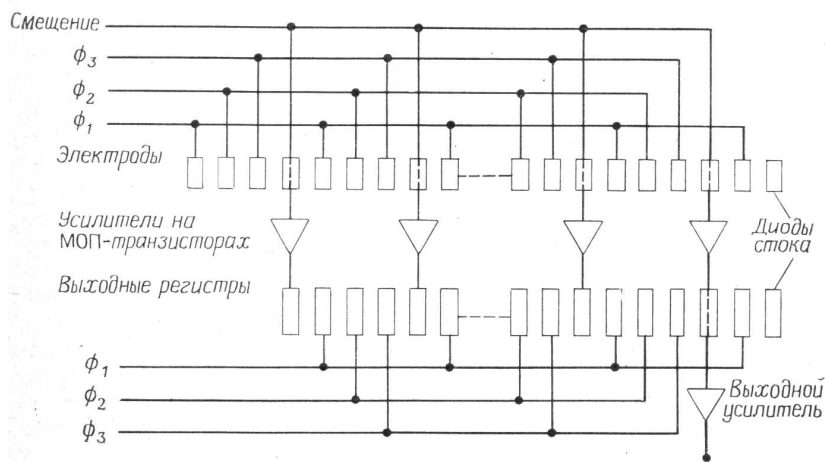 Смещение
Ф3
Ф2
Ф1
Электроды
Усилители на
МОП-транзисторах
Диоды
стока
Выходные регистры
Ф1
Ф2
Ф3
Выходной
усилитель